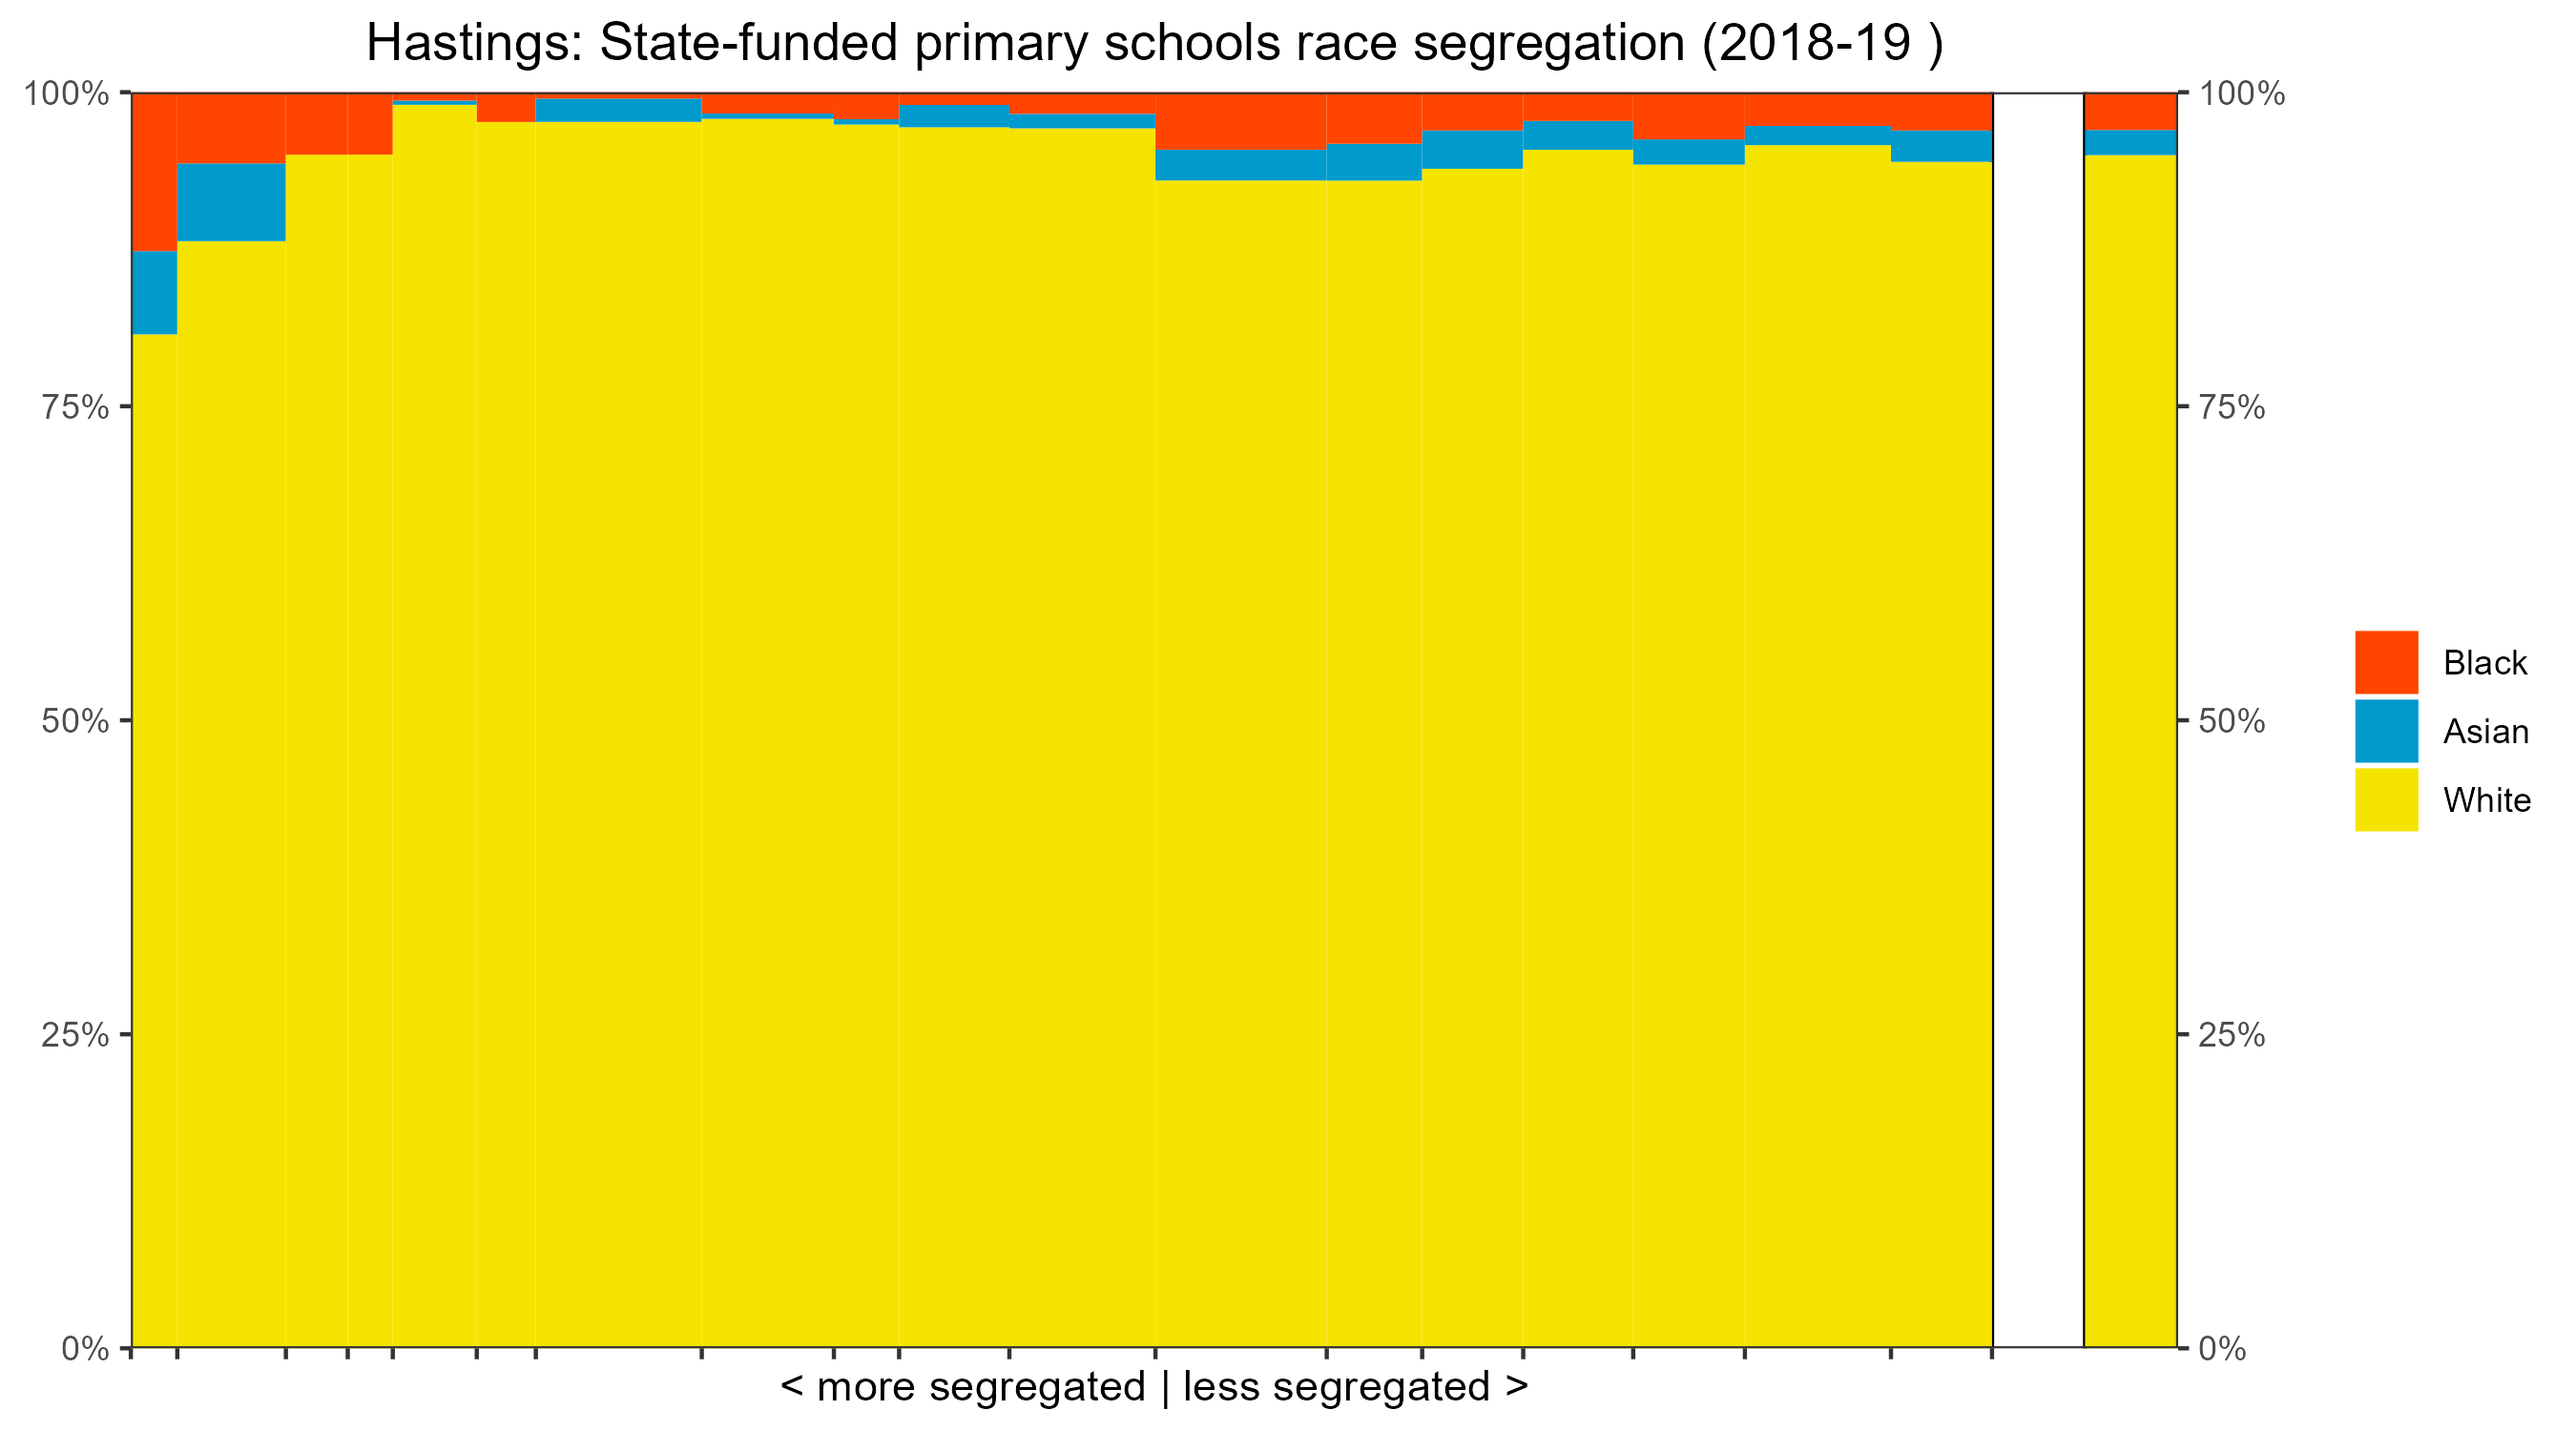 Hastings: State-funded primary schools race segregation (2018-19 )
100%
75%
50%
25%
0%
100%
75%
50%
25%
0%
Black
Asian
White
< more segregated | less segregated >